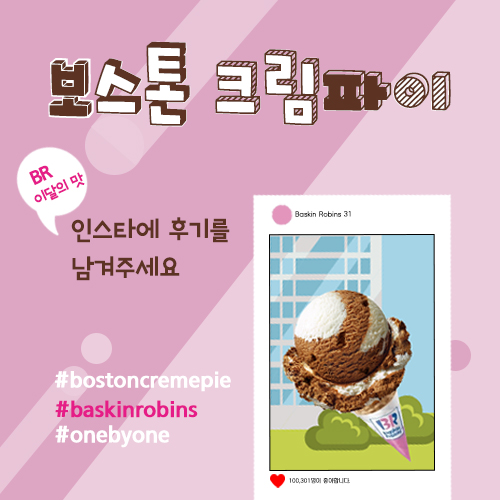 보스톤 크림파이
BR
이달의 맛
인스타에 후기를
남겨주세요
Baskin Robins 31
#bostoncremepie
#baskinrobins
#onebyone
BR
100,301명이 좋아합니다.